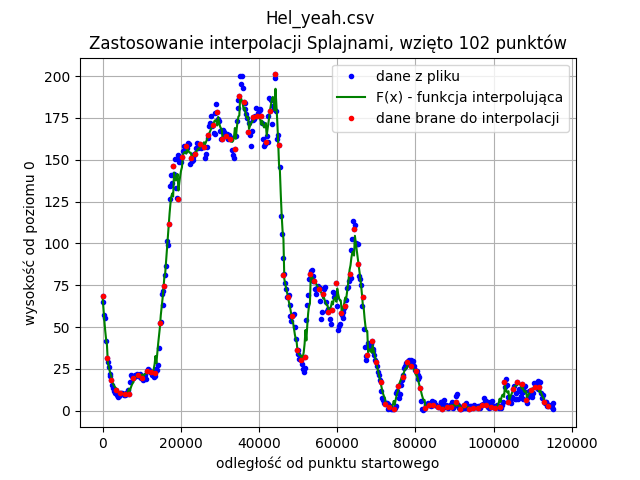 Hel_yeah.csv
Zastosowanie interpolacji Splajnami, wzięto 102 punktów
dane z pliku
F(x) - funkcja interpolująca
dane brane do interpolacji
200
175
150
125
100
75
50
25
0
wysokość od poziomu 0
0 20000 40000 60000 80000 100000 120000
odległość od punktu startowego